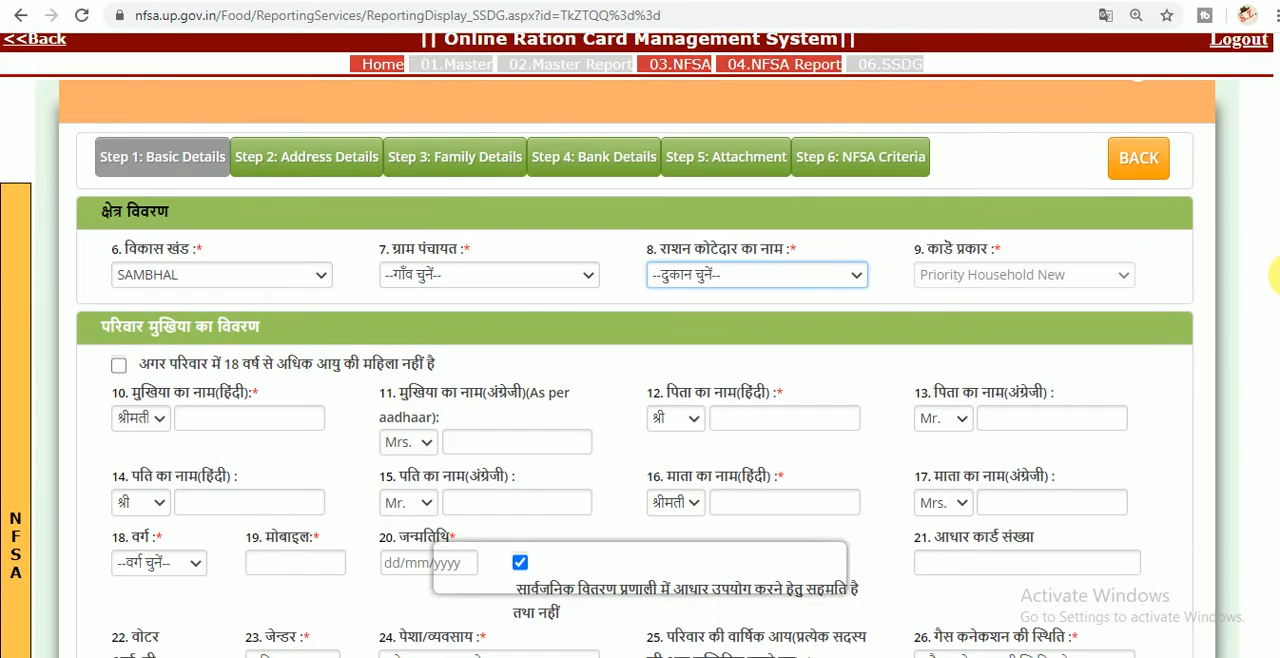 nfsa.up.gov.in/Food/ReportingServices/ReportingDisplay_SSDG.aspx?id=TkZTQQ%3d%3d
<<Back || Online Ration Card Management System|| Logout
Home 01.Master 02.Master Report 03.NFSA 04.NFSA Report 06.SSDG
Step 1: Basic Details Step 2: Address Details Step 3: Family Details Step 4: Bank Details Step 5: Attachment Step 6: NFSA Criteria BACK
क्षेत्र विवरण
6. विकास खंड :* 7. ग्राम पंचायत :* 8. राशन कोटेदार का नाम :* 9. कार्ड प्रकार :*
SAMBHAL --गाँव चुनें-- --दुकान चुनें-- Priority Household New
परिवार मुखिया का विवरण
अगर परिवार में 18 वर्ष से अधिक आयु की महिला नहीं है
10. मुखिया का नाम(हिंदी):* 11. मुखिया का नाम(अंग्रेजी)(As per 12. पिता का नाम(हिंदी) :* 13. पिता का नाम(अंग्रेजी) :
श्रीमती aadhaar): श्री Mr.
Mrs.
14. पति का नाम(हिंदी) : 15. पति का नाम(अंग्रेजी) : 16. माता का नाम(हिंदी) :* 17. माता का नाम(अंग्रेजी) :
श्री Mr. श्रीमती Mrs.
18. वर्ग :* 19. मोबाइल:* 20. जन्मतिथि* 21. आधार कार्ड संख्या
--वर्ग चुनें-- dd/mm/yyyy
सार्वजनिक वितरण प्रणाली में आधार उपयोग करने हेतु सहमति है
तथा नहीं
Activate Windows
Go to Settings to activate Windows.
22. वोटर 23. जेन्डर :* 24. पेशा/व्यवसाय :* 25. परिवार की वार्षिक आय(प्रत्येक सदस्य 26. गैस कनेकशन की स्थिति :*
NFSA